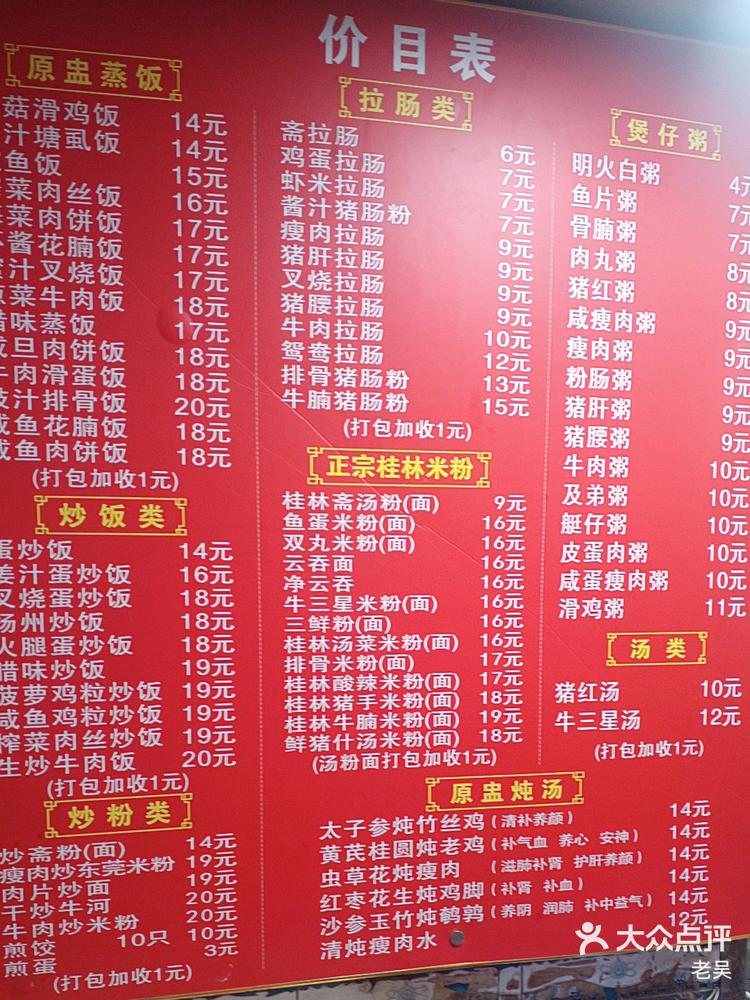 价目表
原盅蒸饭
菇滑鸡饭 14元
汁塘虱饭 14元
鱼饭 15元
菜肉丝饭 16元
菜肉饼饭 17元
酱花腩饭 17元
汁叉烧饭 17元
菜牛肉饭 18元
腊味蒸饭 17元
咸旦肉饼饭 18元
牛肉滑蛋饭 18元
豉汁排骨饭 20元
咸鱼花腩饭 18元
咸鱼肉饼饭 18元
(打包加收1元)
炒饭类
蛋炒饭 14元
姜汁蛋炒饭 16元
叉烧蛋炒饭 18元
扬州炒饭 18元
火腿蛋炒饭 18元
腊味炒饭 19元
菠萝鸡粒炒饭 19元
咸鱼鸡粒炒饭 19元
榨菜肉丝炒饭 19元
生炒牛肉饭 20元
(打包加收1元)
炒粉类
炒斋粉(面) 14元
瘦肉炒东莞米粉 19元
肉片炒面 19元
干炒牛河 20元
牛肉炒米粉 20元
煎饺 10只 10元
煎蛋 3元
(打包加收1元)
拉肠类
斋拉肠 6元
鸡蛋拉肠 7元
虾米拉肠 7元
酱汁猪肠粉 7元
瘦肉拉肠 9元
猪肝拉肠 9元
叉烧拉肠 9元
猪腰拉肠 9元
牛肉拉肠 10元
鸳鸯拉肠 12元
排骨猪肠粉 13元
牛腩猪肠粉 15元
(打包加收1元)
正宗桂林米粉
桂林斋汤粉(面) 9元
鱼蛋米粉(面) 16元
双丸米粉(面) 16元
云吞面 16元
净云吞 16元
牛三星米粉(面) 16元
三鲜粉(面) 16元
桂林汤菜米粉(面) 16元
排骨米粉(面) 17元
桂林酸辣米粉(面) 17元
桂林猪手米粉(面) 18元
桂林牛腩米粉(面) 19元
鲜猪什汤米粉(面) 18元
(汤粉面打包加收1元)
煲仔粥
明火白粥 4元
鱼片粥 7元
骨腩粥 7元
肉丸粥 8元
猪红粥 8元
咸瘦肉粥 9元
瘦肉粥 9元
粉肠粥 9元
猪肝粥 9元
猪腰粥 9元
牛肉粥 10元
及弟粥 10元
艇仔粥 10元
皮蛋肉粥 10元
咸蛋瘦肉粥 10元
滑鸡粥 11元
汤类
猪红汤 10元
牛三星汤 12元
(打包加收1元)
原盅炖汤
太子参炖竹丝鸡(清补养颜) 14元
黄芪桂圆炖老鸡(补气血 养心 安神) 14元
虫草花炖瘦肉 (滋肺补肾 护肝养颜) 14元
红枣花生炖鸡脚(补肾 补血) 14元
沙参玉竹炖鹌鹑(养阴 润肺 补中益气) 14元
清炖瘦肉水 12元
大众点评
老吴